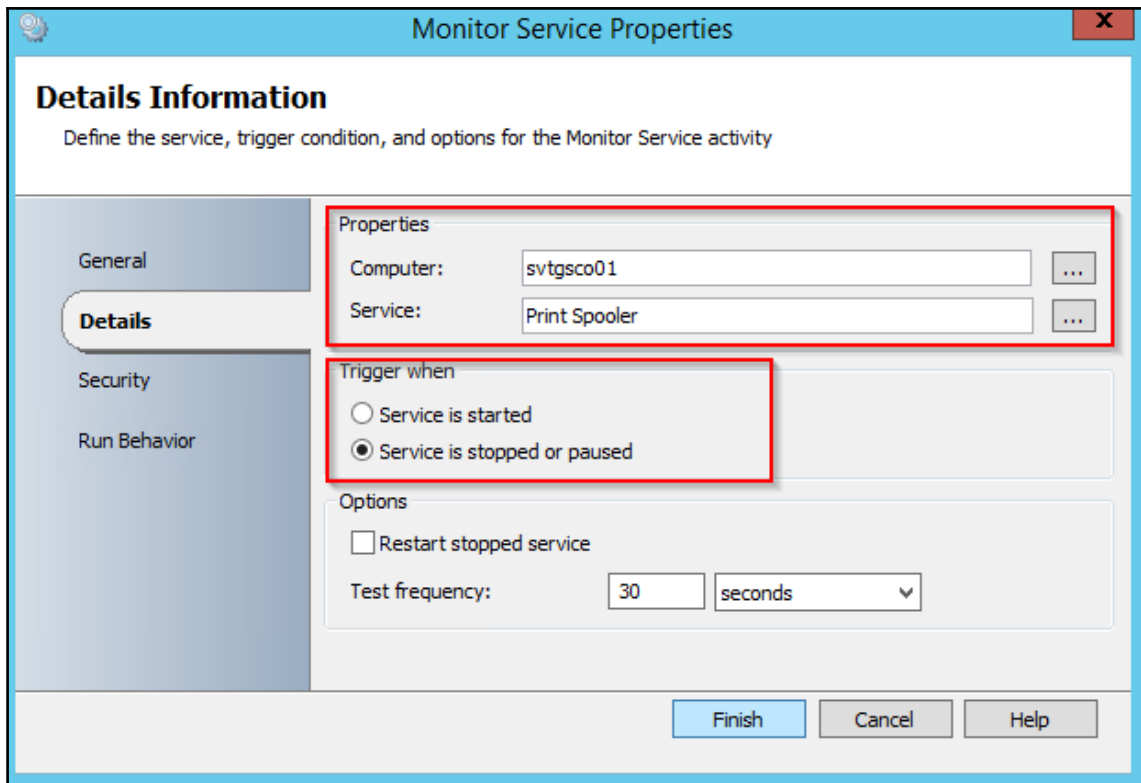 Monitor Service Properties
x
Details Information
Define the service, trigger condition, and options for the Monitor Service activity
General
Details
Security
Run Behavior
Properties
Computer:
svtgsco01
...
Service:
Print Spooler
...
Trigger when
Service is started
Service is stopped or paused
Options
Restart stopped service
Test frequency:
30
seconds
Finish
Cancel
Help